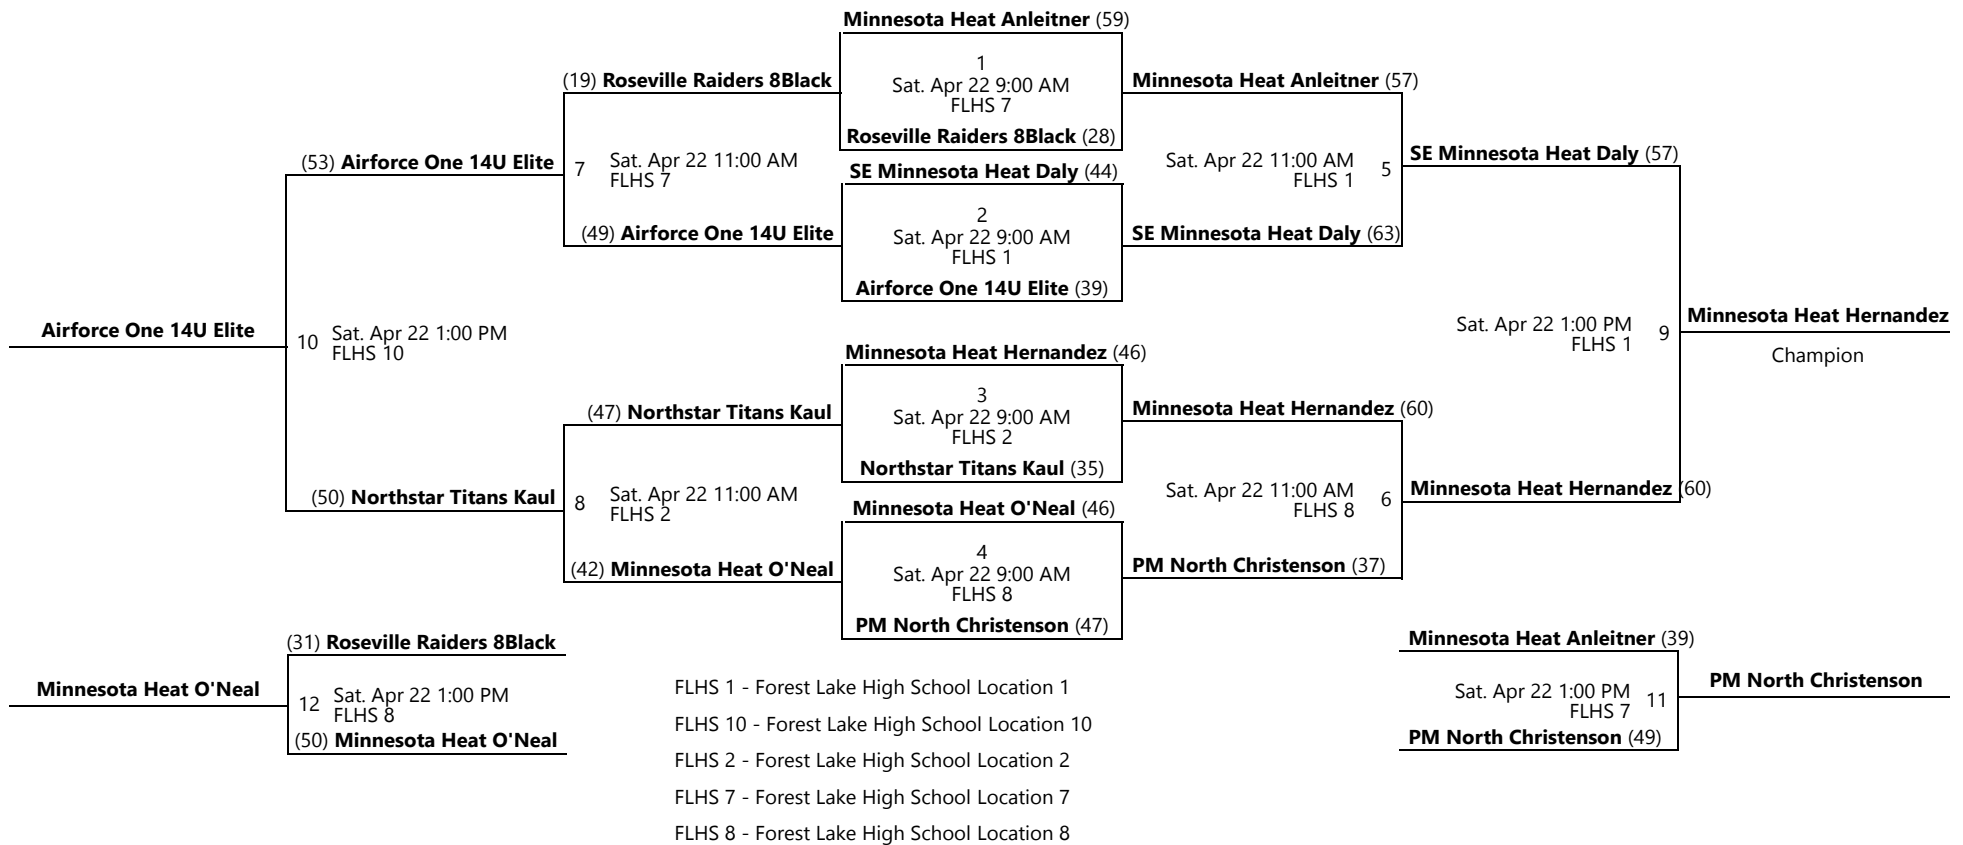 Minnesota Heat Anleitner (59)
1
Sat. Apr 22 9:00 AM
FLHS 7
Roseville Raiders 8Black (28)
SE Minnesota Heat Daly (44)
2
Sat. Apr 22 9:00 AM
FLHS 1
Airforce One 14U Elite (39)
Minnesota Heat Hernandez (46)
3
Sat. Apr 22 9:00 AM
FLHS 2
Northstar Titans Kaul (35)
Minnesota Heat O'Neal (46)
4
Sat. Apr 22 9:00 AM
FLHS 8
PM North Christenson (47)
(19) Roseville Raiders 8Black
7 Sat. Apr 22 11:00 AM
FLHS 7
(49) Airforce One 14U Elite
(47) Northstar Titans Kaul
8 Sat. Apr 22 11:00 AM
FLHS 2
(42) Minnesota Heat O'Neal
(53) Airforce One 14U Elite
10 Sat. Apr 22 1:00 PM
FLHS 10
(50) Northstar Titans Kaul
Airforce One 14U Elite
Minnesota Heat Anleitner (57)
Sat. Apr 22 11:00 AM 5
FLHS 1
SE Minnesota Heat Daly (63)
Minnesota Heat Hernandez (60)
Sat. Apr 22 11:00 AM 6
FLHS 8
PM North Christenson (37)
SE Minnesota Heat Daly (57)
Sat. Apr 22 1:00 PM 9
FLHS 1
Minnesota Heat Hernandez (60)
Minnesota Heat Hernandez
Champion
(31) Roseville Raiders 8Black
Minnesota Heat O'Neal
12 Sat. Apr 22 1:00 PM
FLHS 8
(50) Minnesota Heat O'Neal
FLHS 1 - Forest Lake High School Location 1
FLHS 10 - Forest Lake High School Location 10
FLHS 2 - Forest Lake High School Location 2
FLHS 7 - Forest Lake High School Location 7
FLHS 8 - Forest Lake High School Location 8
Minnesota Heat Anleitner (39)
Sat. Apr 22 1:00 PM 11
FLHS 7
PM North Christenson (49)
PM North Christenson